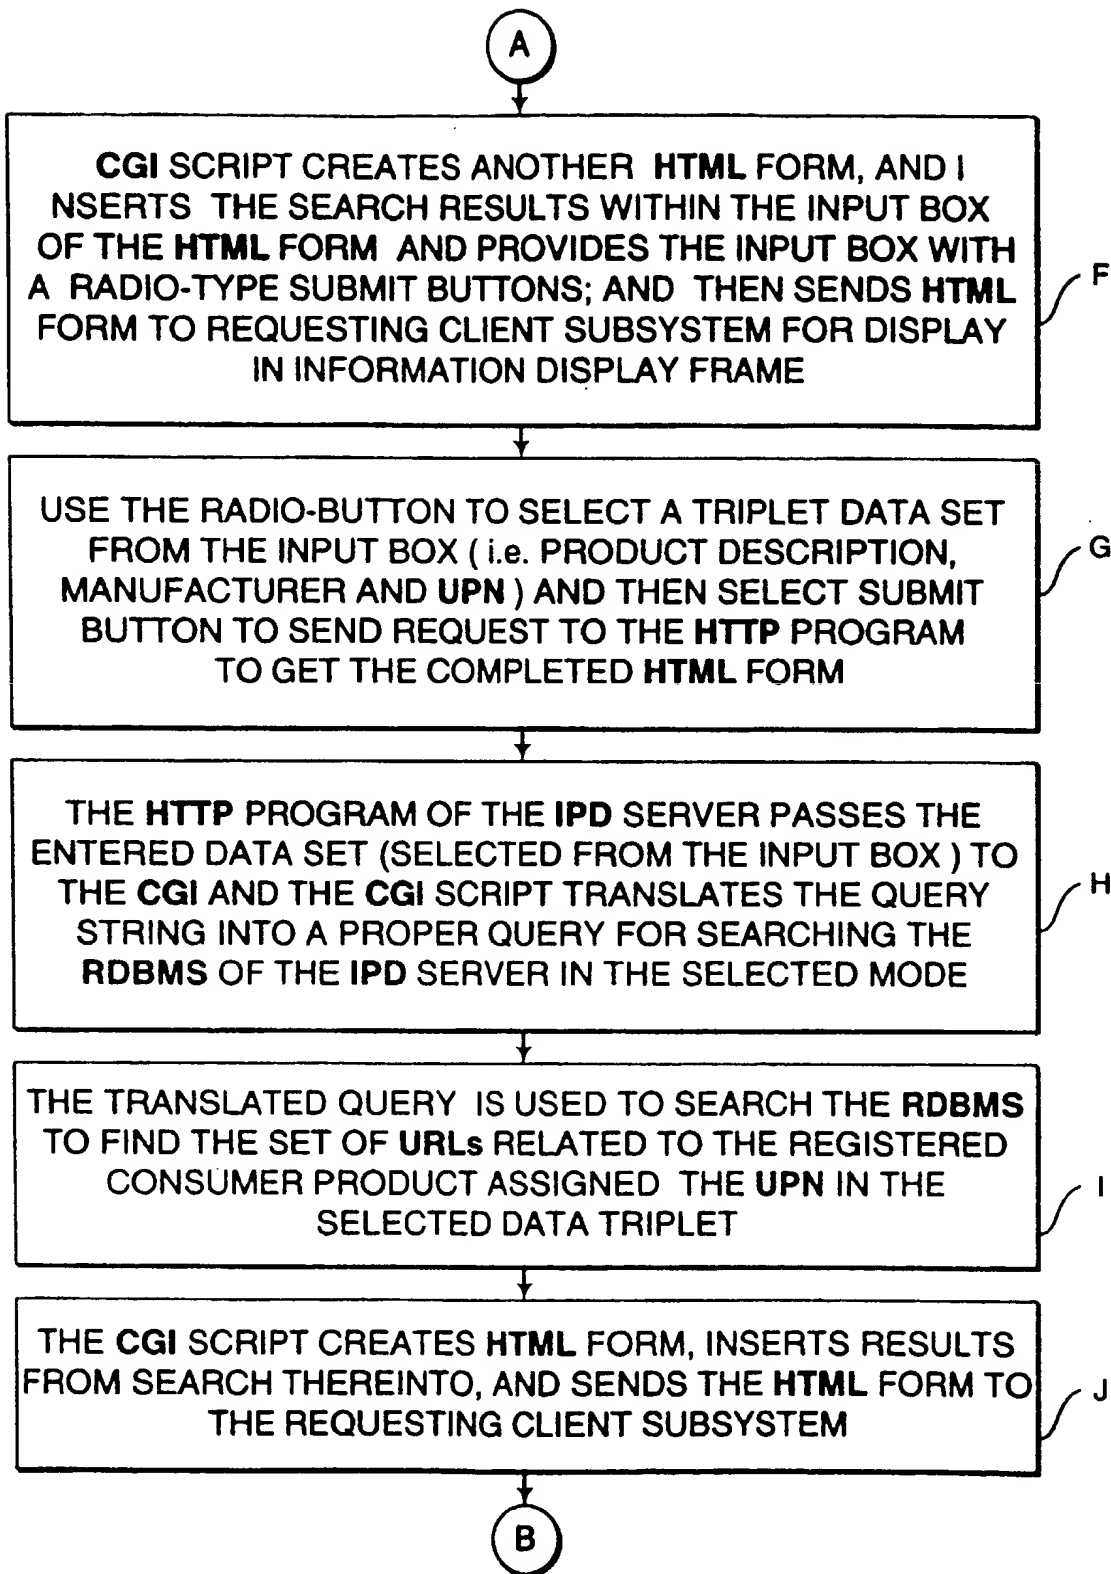 A
CGI SCRIPT CREATES ANOTHER HTML FORM, AND I
NSERTS THE SEARCH RESULTS WITHIN THE INPUT BOX
OF THE HTML FORM AND PROVIDES THE INPUT BOX WITH
A RADIO-TYPE SUBMIT BUTTONS; AND THEN SENDS HTML
FORM TO REQUESTING CLIENT SUBSYSTEM FOR DISPLAY
IN INFORMATION DISPLAY FRAME
F
USE THE RADIO-BUTTON TO SELECT A TRIPLET DATA SET
FROM THE INPUT BOX ( i.e. PRODUCT DESCRIPTION,
MANUFACTURER AND UPN ) AND THEN SELECT SUBMIT
BUTTON TO SEND REQUEST TO THE HTTP PROGRAM
TO GET THE COMPLETED HTML FORM
G
THE HTTP PROGRAM OF THE IPD SERVER PASSES THE
ENTERED DATA SET (SELECTED FROM THE INPUT BOX ) TO
THE CGI AND THE CGI SCRIPT TRANSLATES THE QUERY
STRING INTO A PROPER QUERY FOR SEARCHING THE
RDBMS OF THE IPD SERVER IN THE SELECTED MODE
H
THE TRANSLATED QUERY IS USED TO SEARCH THE RDBMS
TO FIND THE SET OF URLs RELATED TO THE REGISTERED
CONSUMER PRODUCT ASSIGNED THE UPN IN THE
SELECTED DATA TRIPLET
I
THE CGI SCRIPT CREATES HTML FORM, INSERTS RESULTS
FROM SEARCH THEREINTO, AND SENDS THE HTML FORM TO
THE REQUESTING CLIENT SUBSYSTEM
J
B